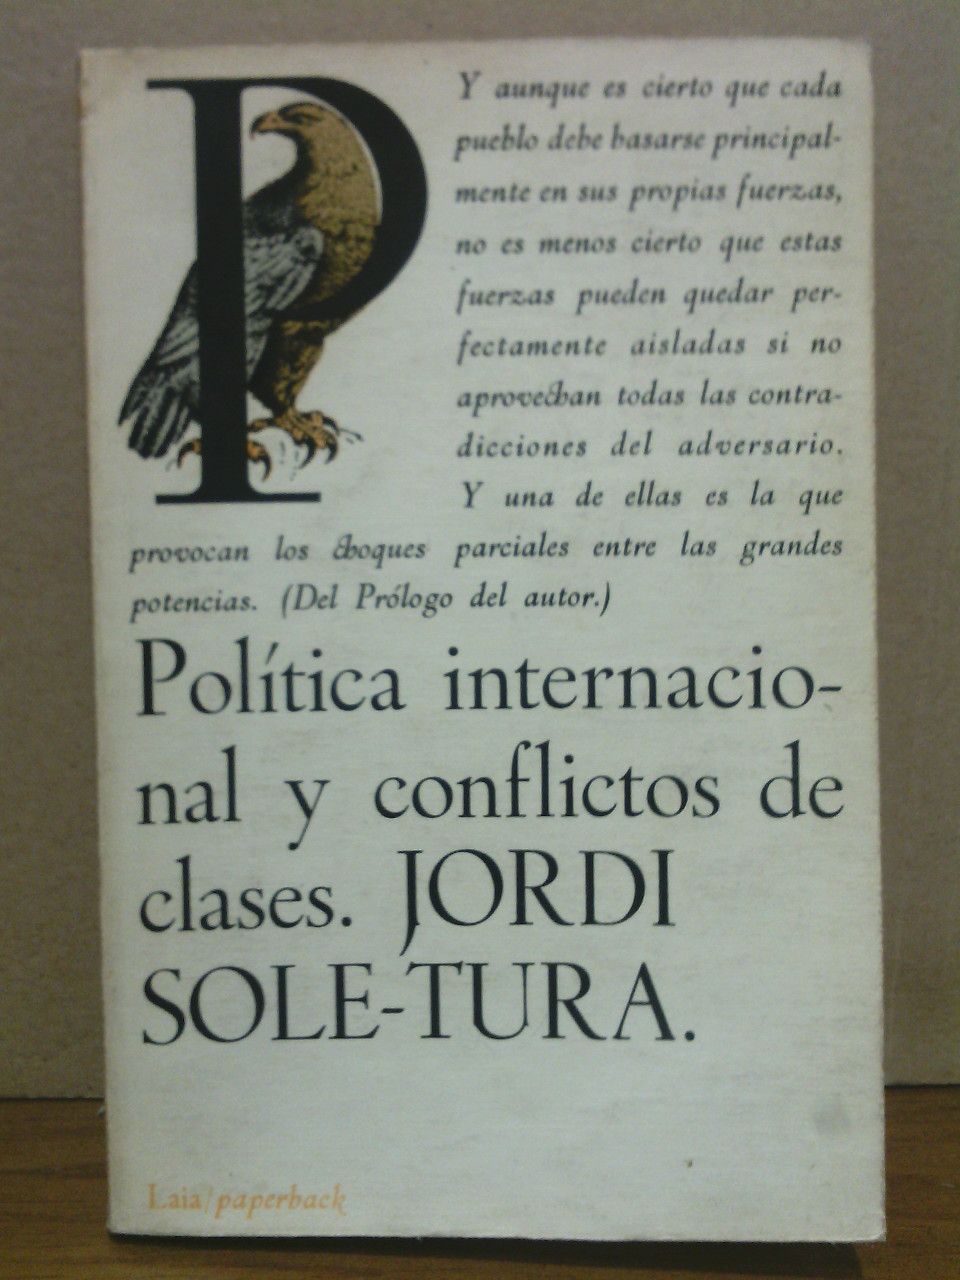 P
Y aunque es cierto que cada
pueblo debe basarse principal-
mente en sus propias fuerzas,
no es menos cierto que estas
fuerzas pueden quedar per-
fectamente aisladas si no
aprovechan todas las contra-
dicciones del adversario.
Y una de ellas es la que
provocan los choques parciales entre las grandes
potencias. (Del Prólogo del autor.)
Política internacio-
nal y conflictos de
clases. JORDI
SOLE-TURA.
Laia/paperback